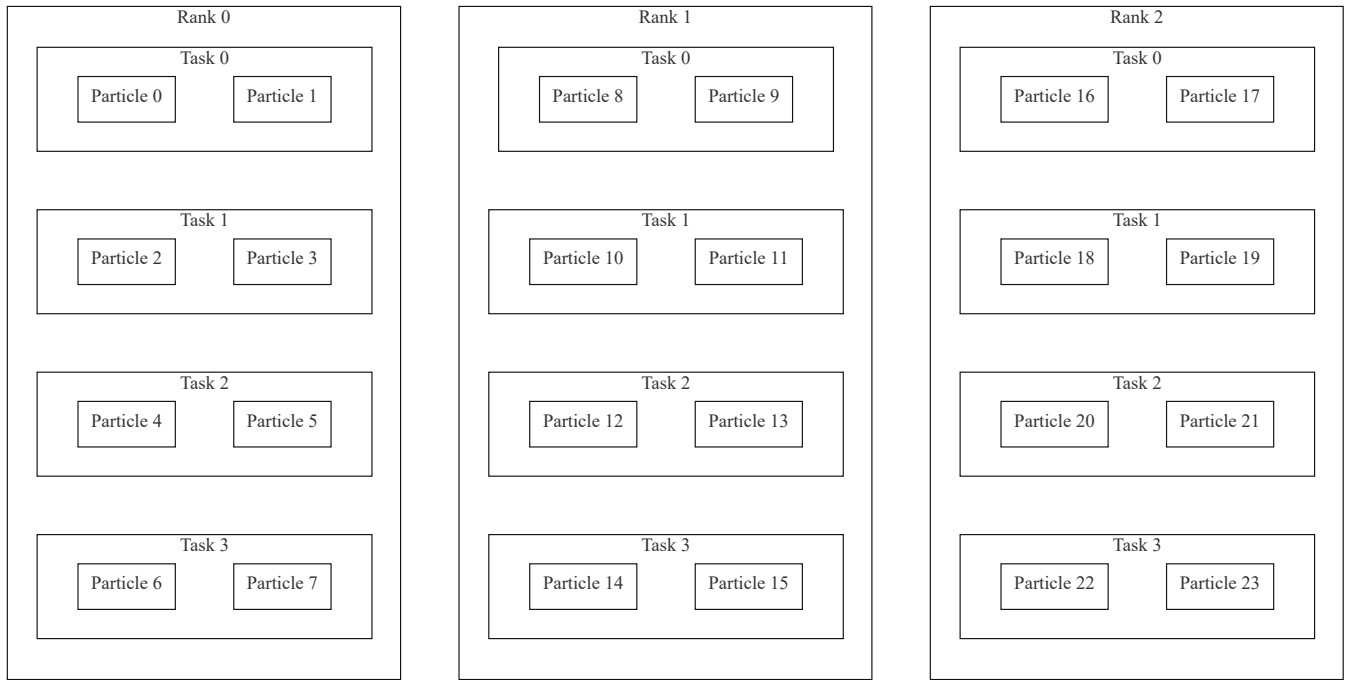 Rank 0
Task 0
Particle 0
Particle 1
Task 1
Particle 2
Particle 3
Task 2
Particle 4
Particle 5
Task 3
Particle 6
Particle 7
Rank 1
Task 0
Particle 8
Particle 9
Task 1
Particle 10
Particle 11
Task 2
Particle 12
Particle 13
Task 3
Particle 14
Particle 15
Rank 2
Task 0
Particle 16
Particle 17
Task 1
Particle 18
Particle 19
Task 2
Particle 20
Particle 21
Task 3
Particle 22
Particle 23